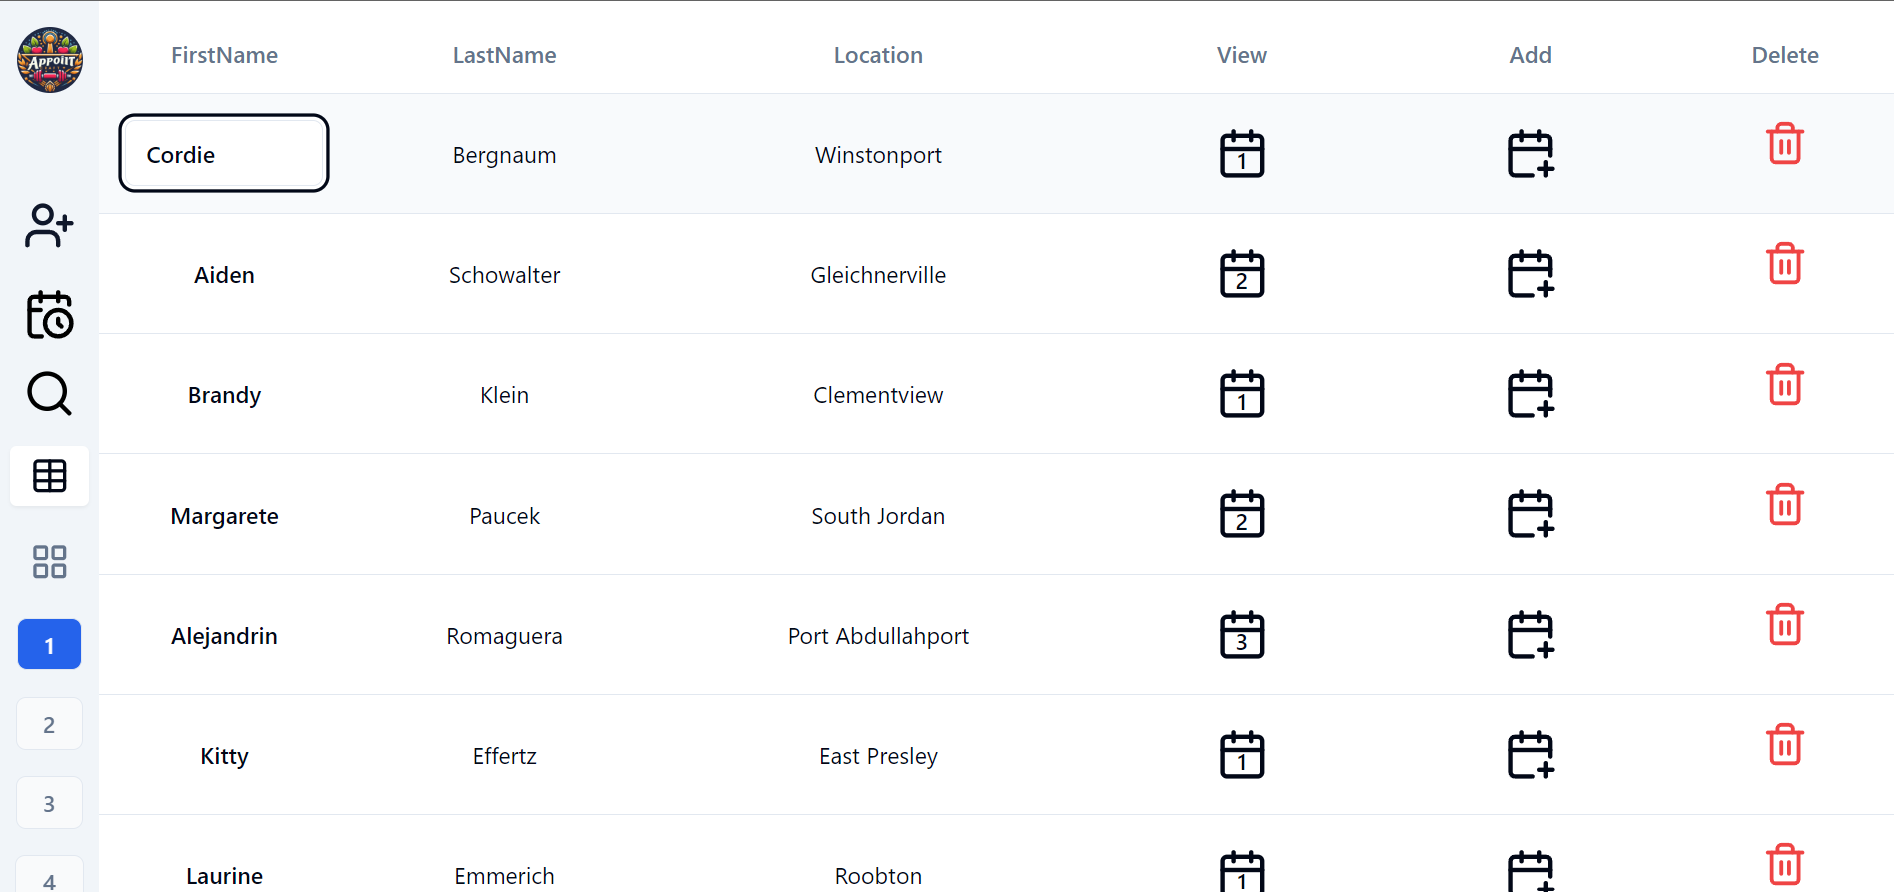 AppoiIT
FirstName LastName Location View Add Delete
Cordie Bergnaum Winstonport 1
Aiden Schowalter Gleichnerville 2
Brandy Klein Clementview 1
Margarete Paucek South Jordan 2
Alejandrin Romaguera Port Abdullahport 3
Kitty Effertz East Presley 1
Laurine Emmerich Roobton 1
1
2
3
4